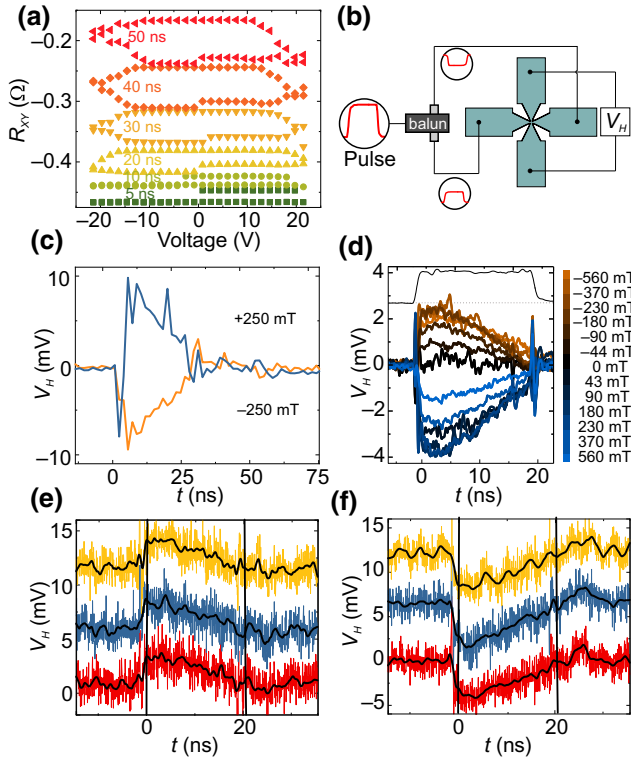 (a)
50 ns
40 ns
30 ns
20 ns
10 ns
5 ns
−0.2
−0.3
−0.4
R_XY (Ω)
−20 −10 0 10 20
Voltage (V)
(b)
Pulse
balun
V_H
(c)
10
0
−10
V_H (mV)
+250 mT
−250 mT
0 25 50 75
t (ns)
(d)
4
2
0
−2
−4
V_H (mV)
0 10 20
t (ns)
−560 mT
−370 mT
−230 mT
−180 mT
−90 mT
−44 mT
0 mT
43 mT
90 mT
180 mT
230 mT
370 mT
560 mT
(e)
15
10
5
0
V_H (mV)
0 20
t (ns)
(f)
15
10
5
0
−5
V_H (mV)
0 20
t (ns)